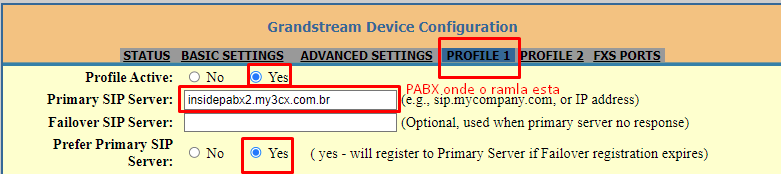 Grandstream Device Configuration
STATUS BASIC SETTINGS ADVANCED SETTINGS PROFILE 1 PROFILE 2 FXS PORTS
Profile Active: No Yes
PABX onde o ramla esta
Primary SIP Server: insidepabx2.my3cx.com.br (e.g., sip.mycompany.com, or IP address)
Failover SIP Server: (Optional, used when primary server no response)
Prefer Primary SIP
Server: No Yes ( yes - will register to Primary Server if Failover registration expires)